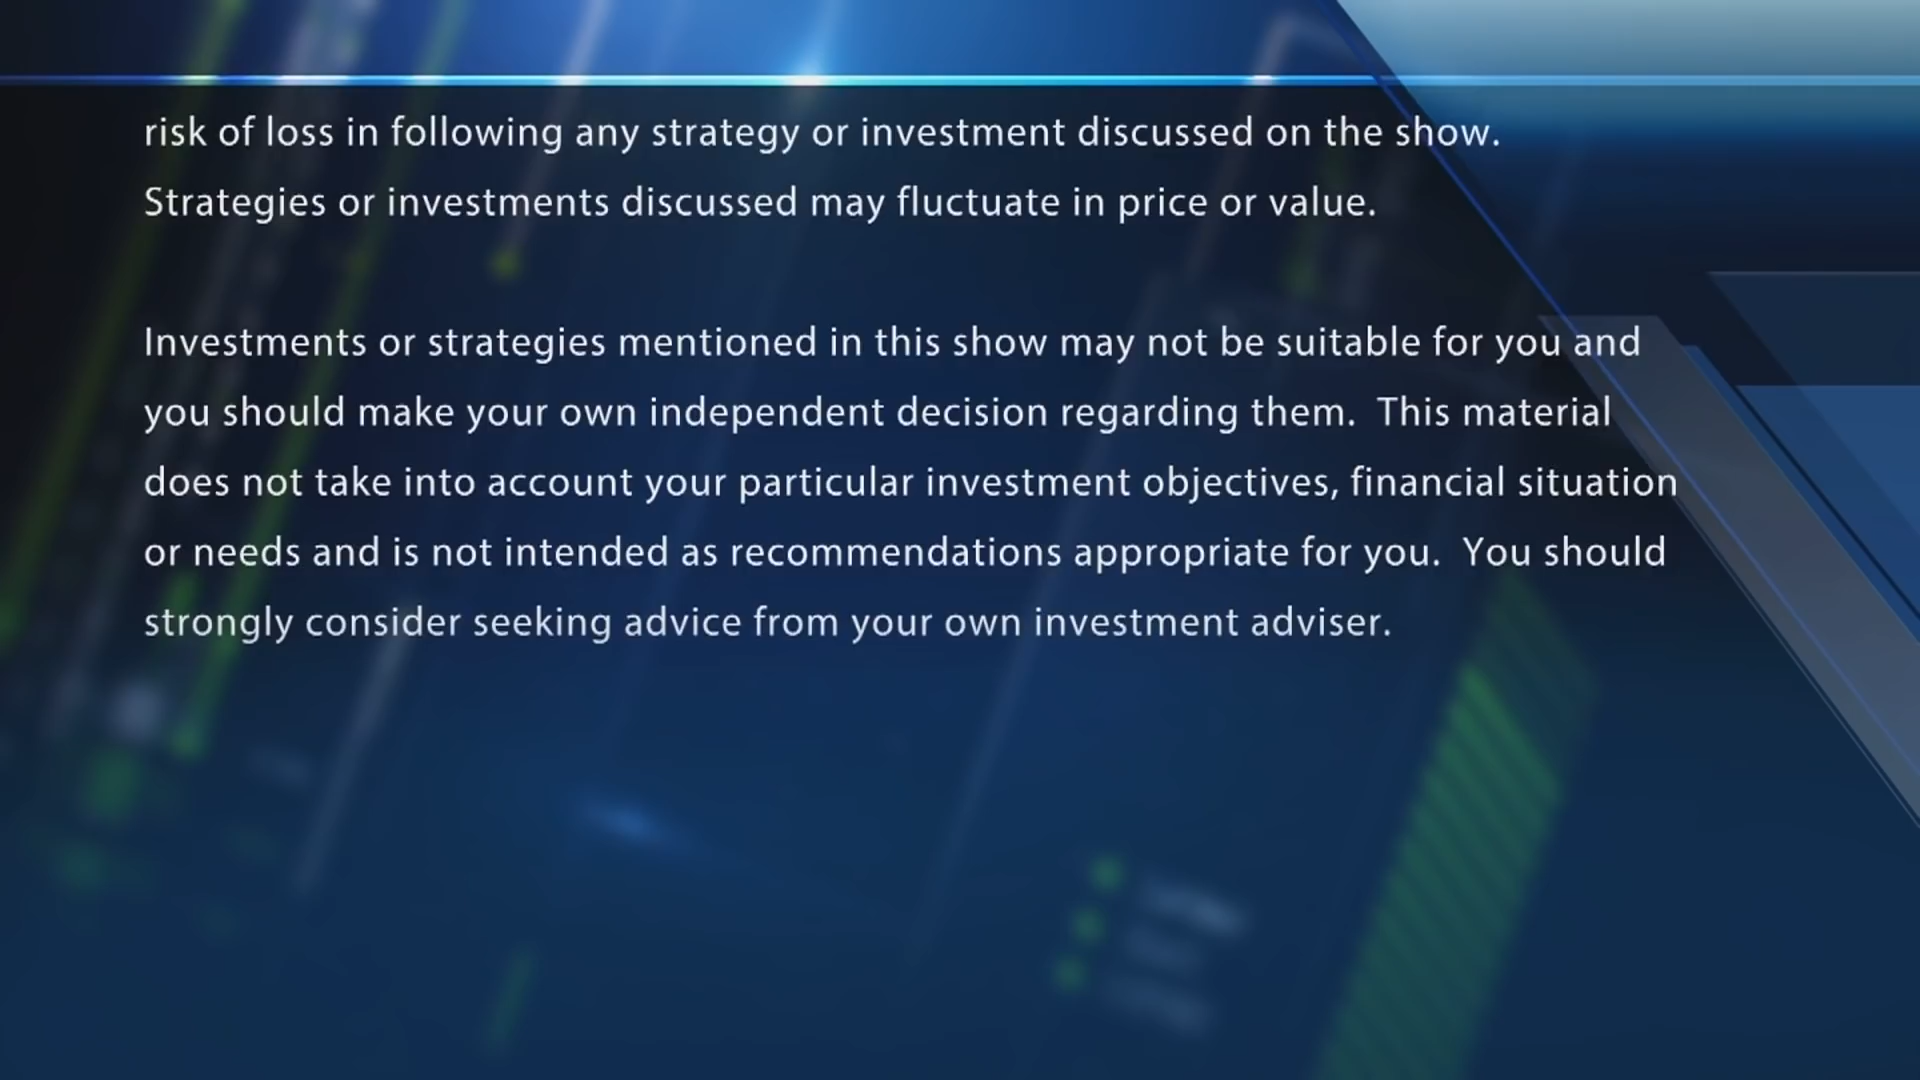 risk of loss in following any strategy or investment discussed on the show.
Strategies or investments discussed may fluctuate in price or value.
Investments or strategies mentioned in this show may not be suitable for you and
you should make your own independent decision regarding them.  This material
does not take into account your particular investment objectives, financial situation
or needs and is not intended as recommendations appropriate for you.  You should
strongly consider seeking advice from your own investment adviser.